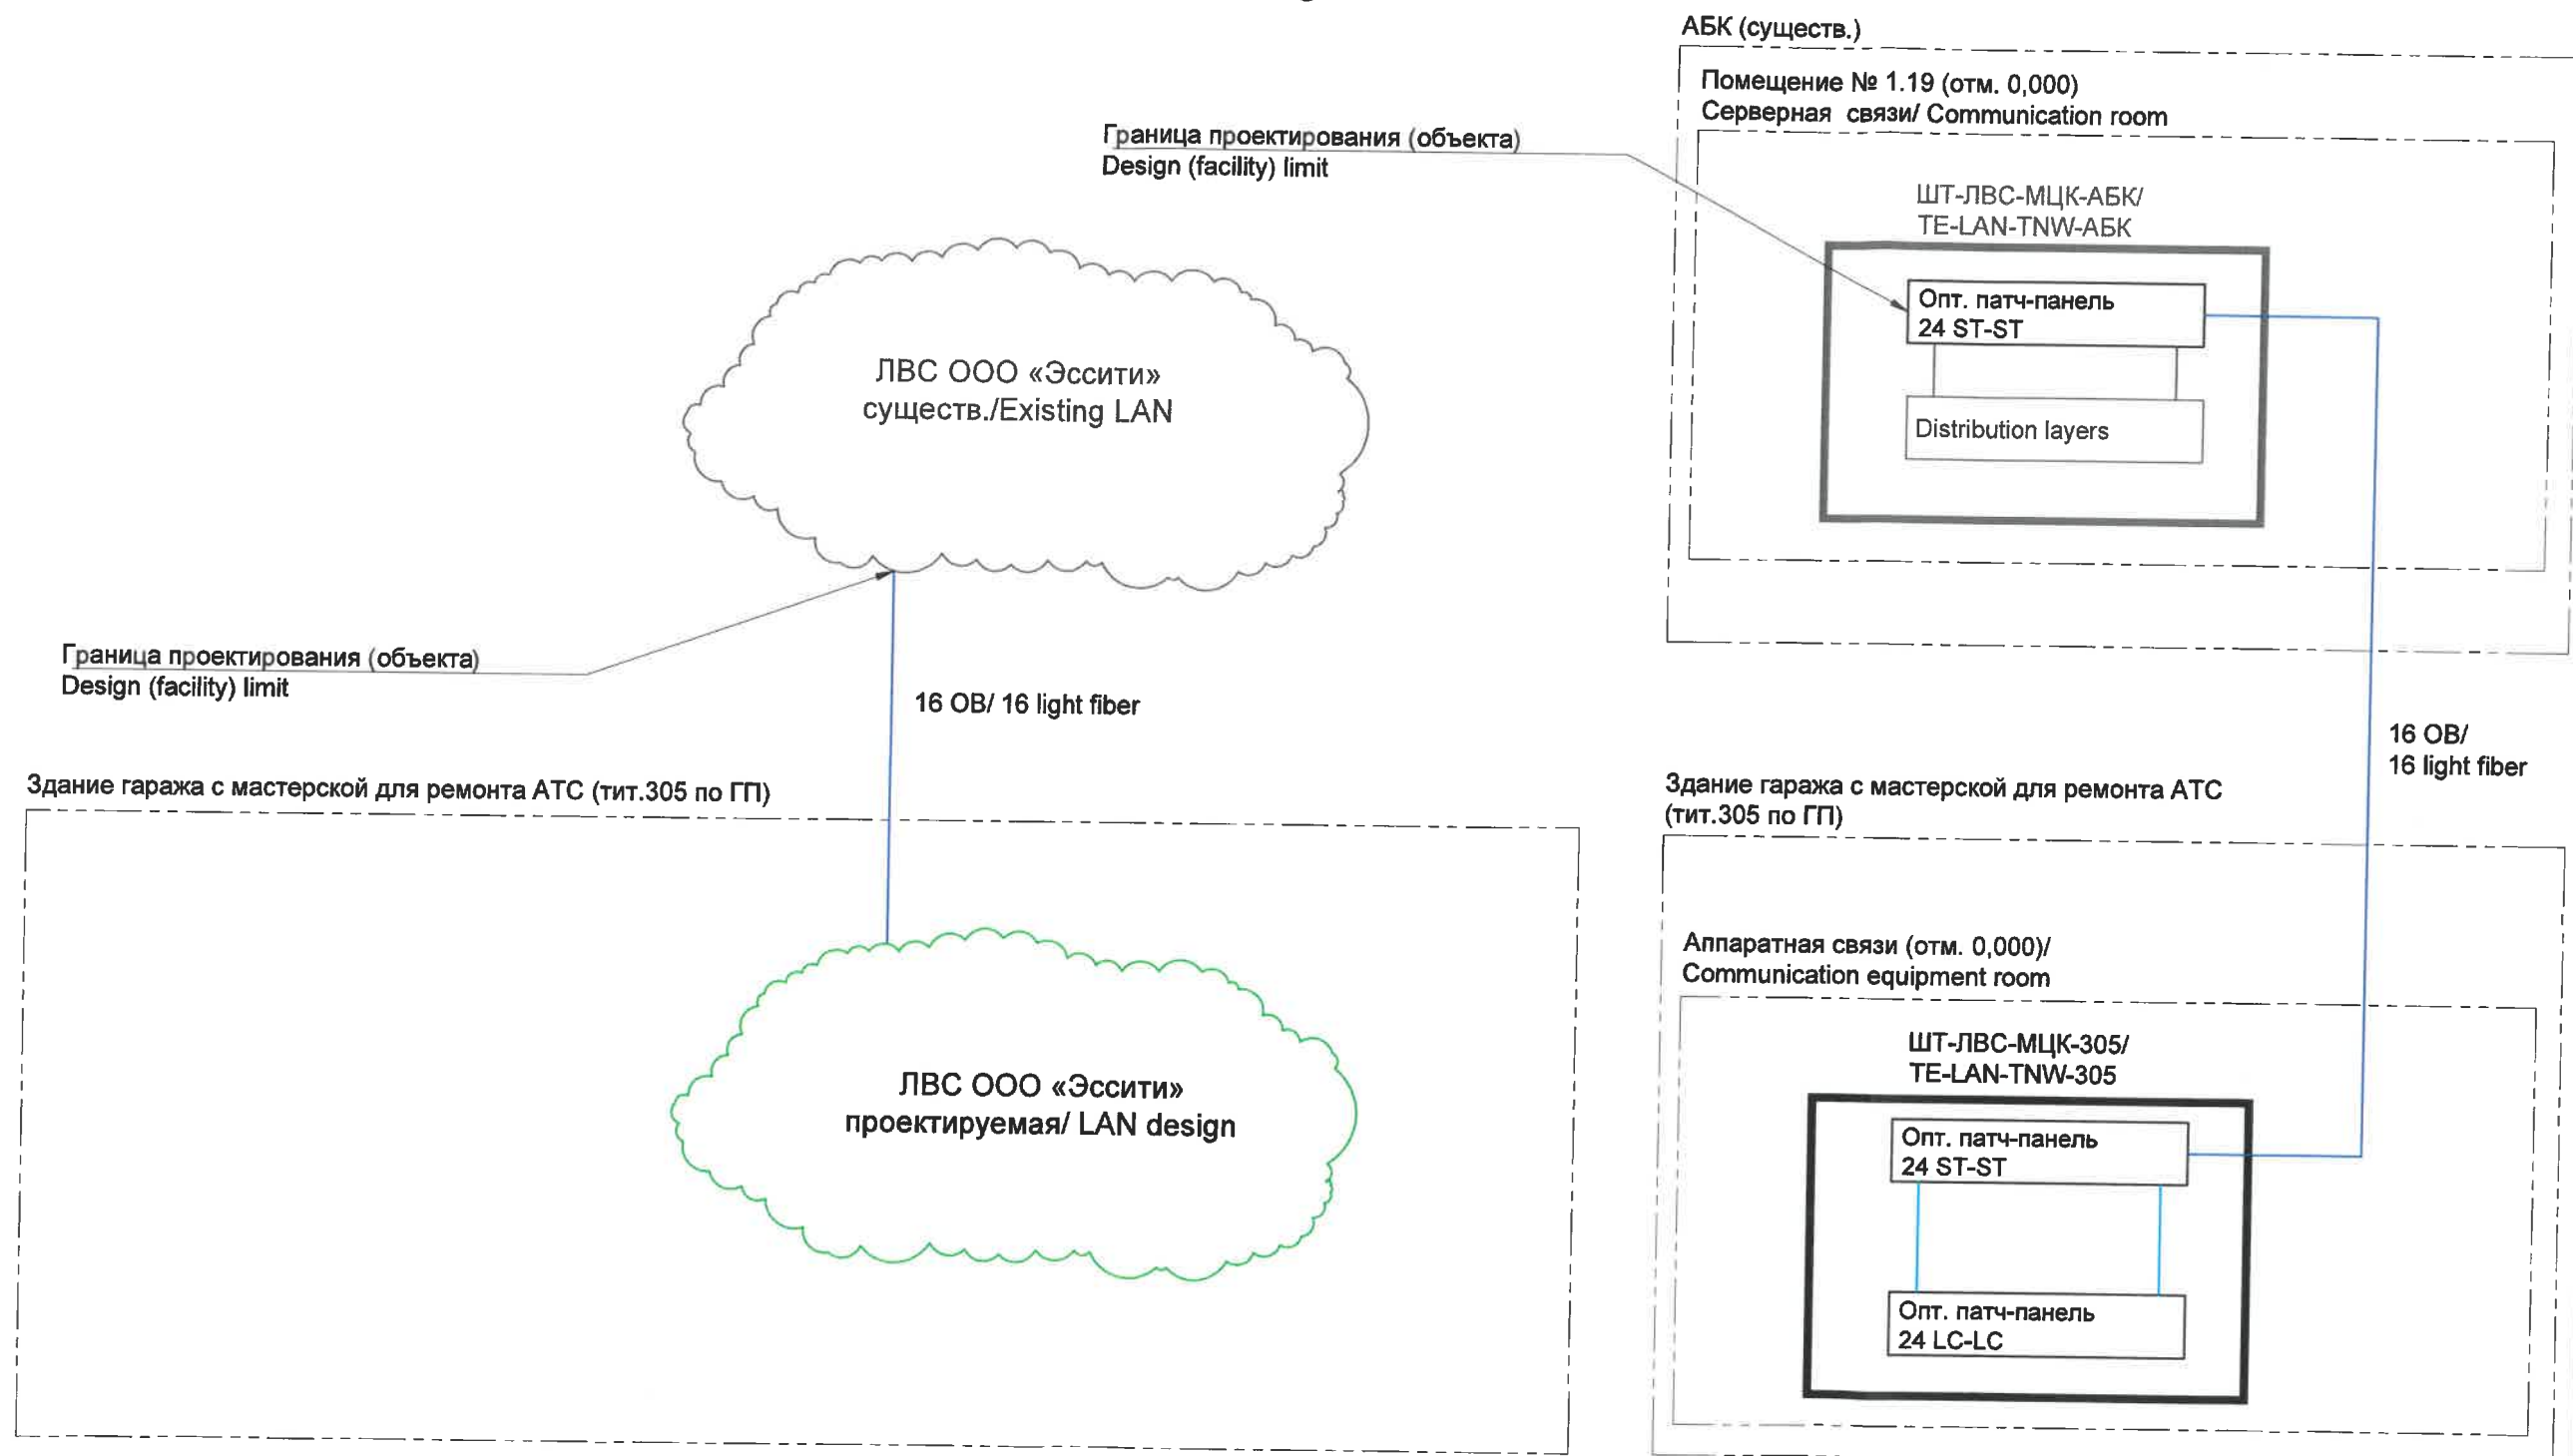 АБК (существ.)
Помещение № 1.19 (отм. 0,000)
Серверная связи/ Communication room
Граница проектирования (объекта)
Design (facility) limit
ШТ-ЛВС-МЦК-АБК/
TE-LAN-TNW-АБК
Опт. патч-панель
24 ST-ST
Distribution layers
ЛВС ООО «Эссити»
существ./Existing LAN
Граница проектирования (объекта)
Design (facility) limit
16 ОВ/ 16 light fiber
16 ОВ/
16 light fiber
Здание гаража с мастерской для ремонта АТС (тит.305 по ГП)
Здание гаража с мастерской для ремонта АТС
(тит.305 по ГП)
Аппаратная связи (отм. 0,000)/
Communication equipment room
ШТ-ЛВС-МЦК-305/
TE-LAN-TNW-305
ЛВС ООО «Эссити»
проектируемая/ LAN design
Опт. патч-панель
24 ST-ST
Опт. патч-панель
24 LC-LC